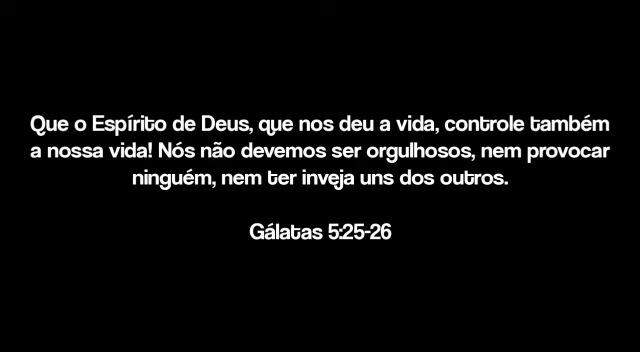 Que o Espírito de Deus, que nos deu a vida, controle também
a nossa vida! Nós não devemos ser orgulhosos, nem provocar
ninguém, nem ter inveja uns dos outros.
Gálatas 5:25-26